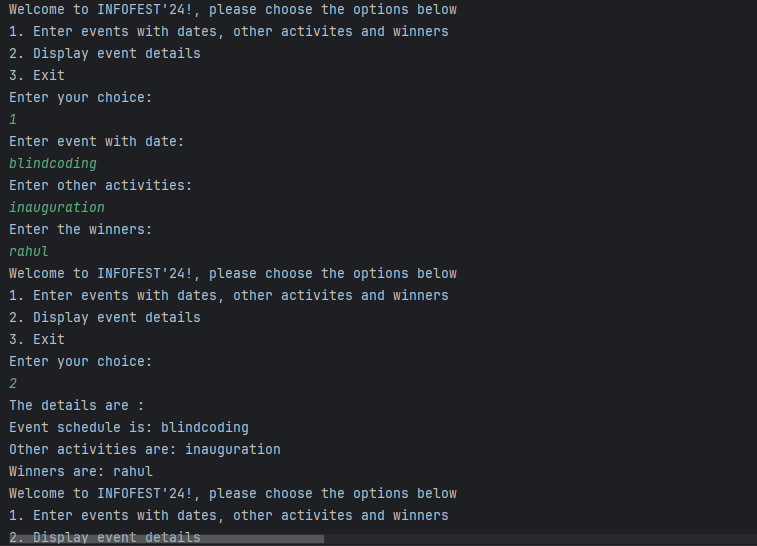 Welcome to INFOFEST'24!, please choose the options below
1. Enter events with dates, other activites and winners
2. Display event details
3. Exit
Enter your choice:
1
Enter event with date:
blindcoding
Enter other activities:
inauguration
Enter the winners:
rahul
Welcome to INFOFEST'24!, please choose the options below
1. Enter events with dates, other activites and winners
2. Display event details
3. Exit
Enter your choice:
2
The details are :
Event schedule is: blindcoding
Other activities are: inauguration
Winners are: rahul
Welcome to INFOFEST'24!, please choose the options below
1. Enter events with dates, other activites and winners
2. Display event details